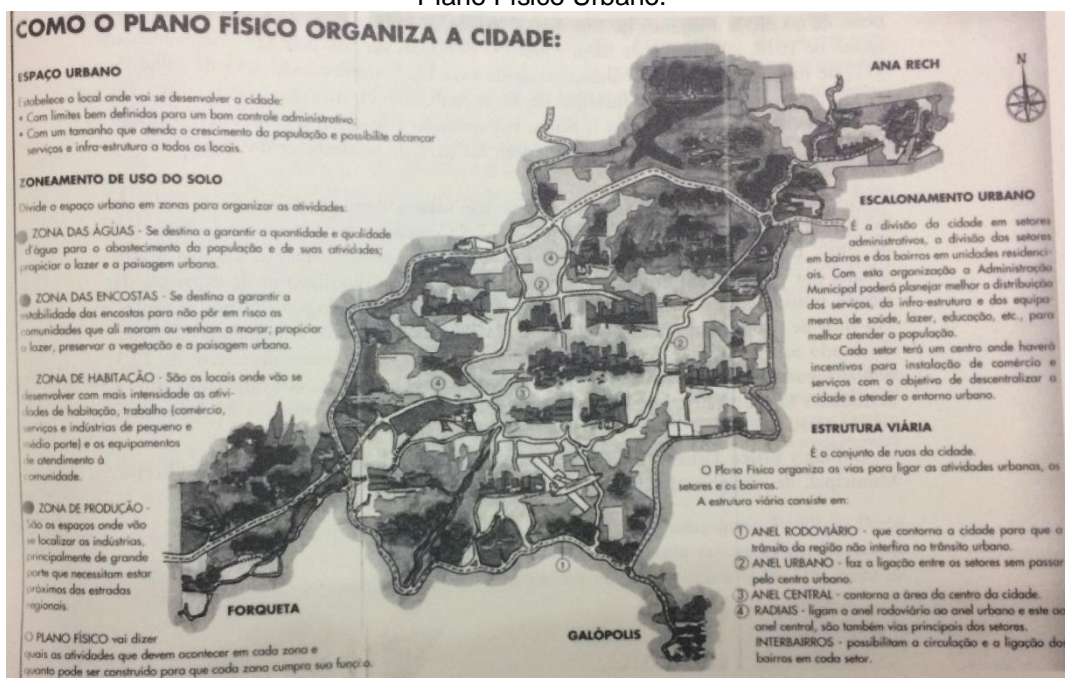 Plano Físico Urbano.
COMO O PLANO FÍSICO ORGANIZA A CIDADE:
ESPAÇO URBANO
Estabelece o local onde vai se desenvolver a cidade:
• Com limites bem definidos para um bom controle administrativo;
• Com um tamanho que atenda o crescimento da população e possibilite alcançar
serviços e infra-estrutura a todos os locais.
ZONEAMENTO DE USO DO SOLO
Divide o espaço urbano em zonas para organizar as atividades:
ZONA DAS ÁGUAS - Se destina a garantir a quantidade e qualidade
d'água para o abastecimento da população e de suas atividades;
propiciar o lazer e a paisagem urbana.
ZONA DAS ENCOSTAS - Se destina a garantir a
estabilidade das encostas para não pôr em risco as
comunidades que ali moram ou venham a morar; propiciar
o lazer, preservar a vegetação e a paisagem urbana.
ZONA DE HABITAÇÃO - São os locais onde vão se
desenvolver com mais intensidade as ativi-
dades de habitação, trabalho (comércio,
serviços e indústrias de pequeno e
médio porte) e os equipamentos
de atendimento à
comunidade.
ZONA DE PRODUÇÃO -
São os espaços onde vão
se localizar as indústrias,
principalmente de grande
porte que necessitam estar
próximos das estradas
regionais.
O PLANO FÍSICO vai dizer
quais as atividades que devem acontecer em cada zona e
quanto pode ser construído para que cada zona cumpra sua função.
FORQUETA
GALÓPOLIS
ANA RECH
N
4
2
2
4
3
1
ESCALONAMENTO URBANO
É a divisão da cidade em setores
administrativos, a divisão dos setores
em bairros e dos bairros em unidades residenci-
ais. Com esta organização a Administração
Municipal poderá planejar melhor a distribuição
dos serviços, da infra-estrutura e dos equipa-
mentos de saúde, lazer, educação, etc., para
melhor atender a população.
Cada setor terá um centro onde haverá
incentivos para instalação de comércio e
serviços com o objetivo de descentralizar a
cidade e atender o entorno urbano.
ESTRUTURA VIÁRIA
É o conjunto de ruas da cidade.
O Plano Físico organiza as vias para ligar as atividades urbanas, os
setores e os bairros.
A estrutura viária consiste em:
1 ANEL RODOVIÁRIO - que contorna a cidade para que o
trânsito da região não interfira no trânsito urbano.
2 ANEL URBANO - faz a ligação entre os setores sem passar
pelo centro urbano.
3 ANEL CENTRAL - contorna a área do centro da cidade.
4 RADIAIS - ligam o anel rodoviário ao anel urbano e este ao
anel central, são também vias principais dos setores.
INTERBAIRROS - possibilitam a circulação e a ligação dos
bairros em cada setor.